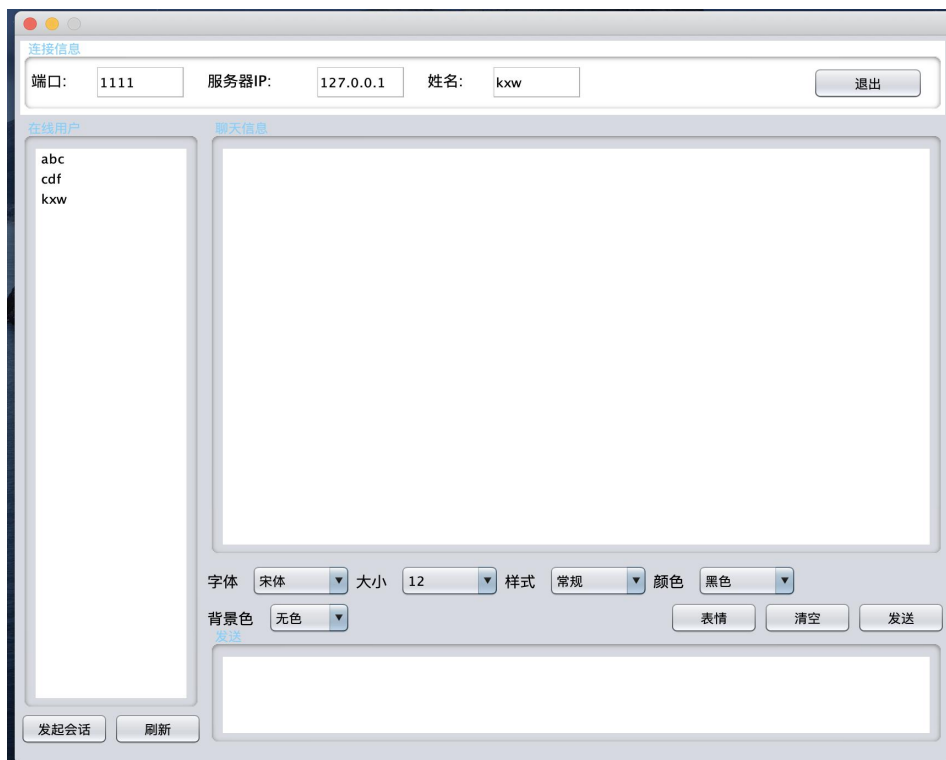 连接信息
端口: 1111 服务器IP: 127.0.0.1 姓名: kxw 退出
在线用户
abc
cdf
kxw
聊天信息
字体 宋体 大小 12 样式 常规 颜色 黑色
背景色 无色 表情 清空 发送
发送
发起会话 刷新